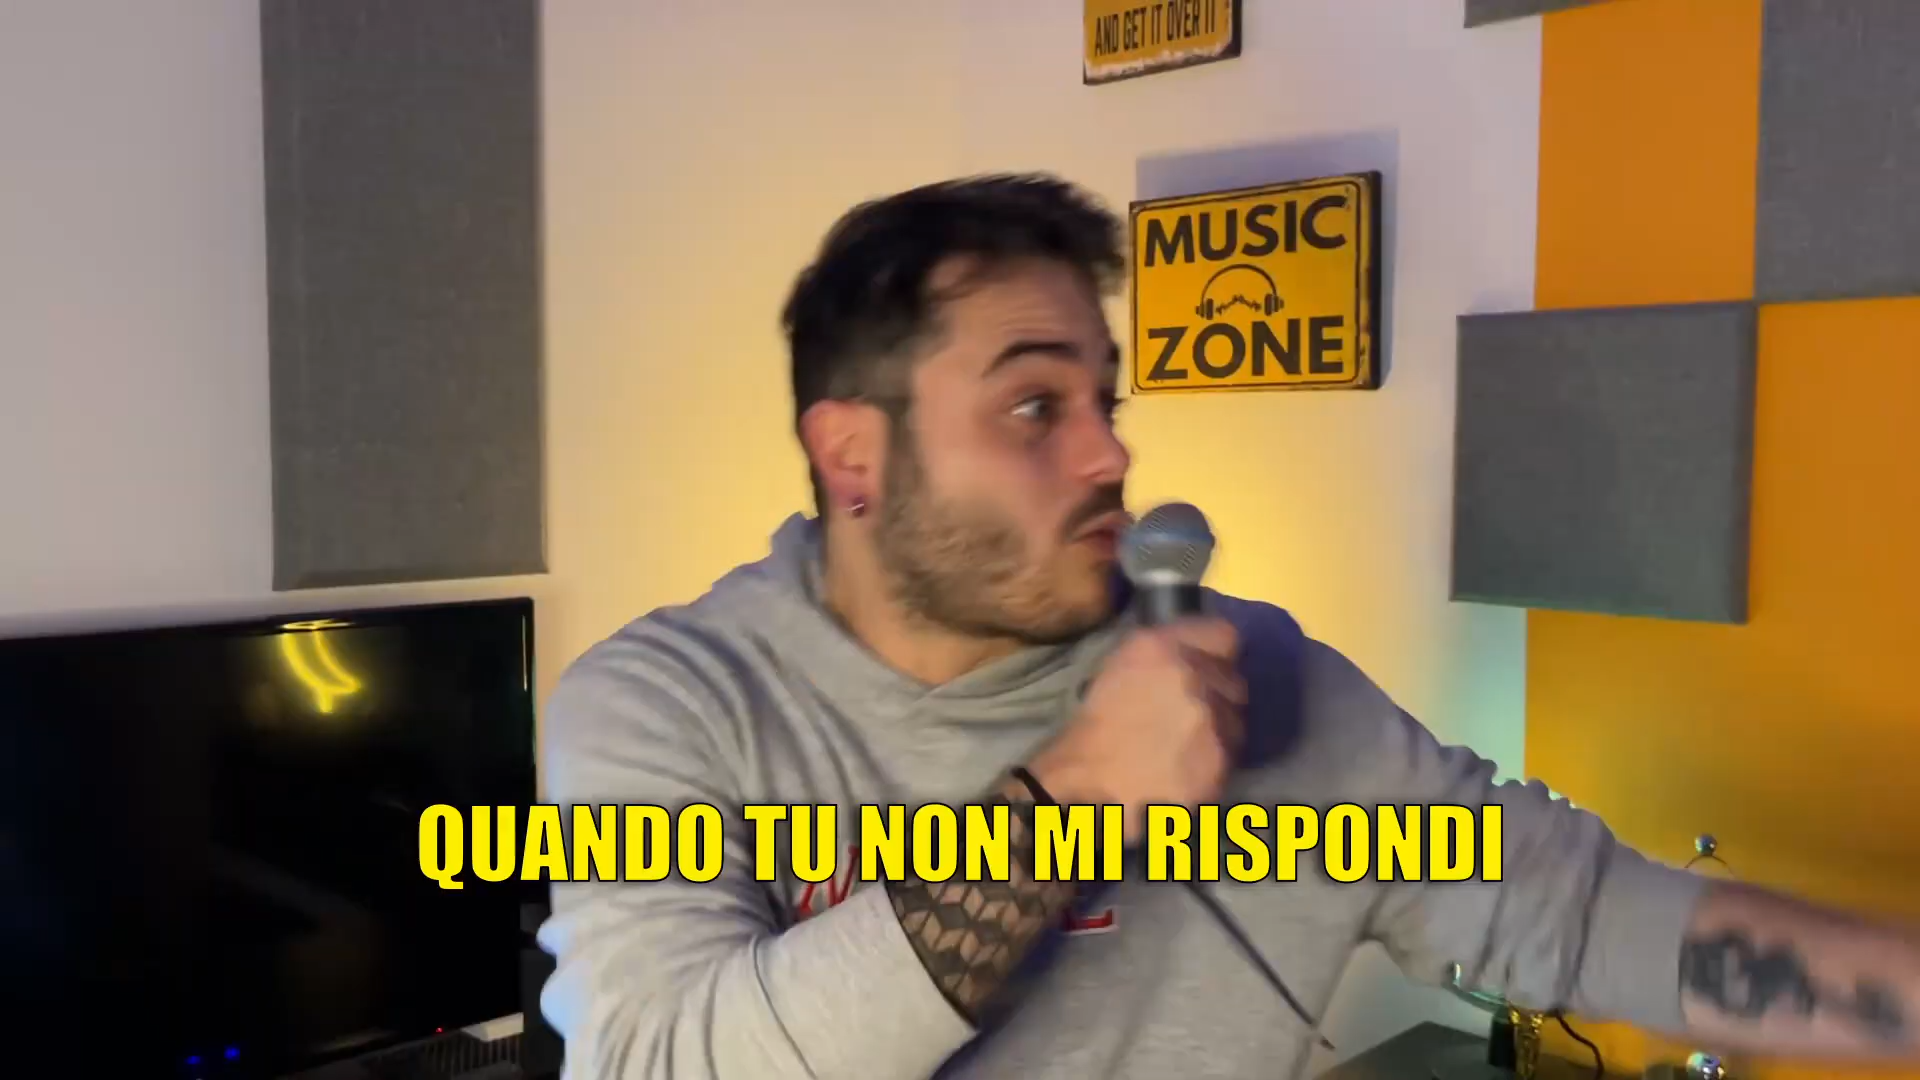 AND GET IT OVER IT
MUSIC
ZONE
QUANDO TU NON MI RISPONDI